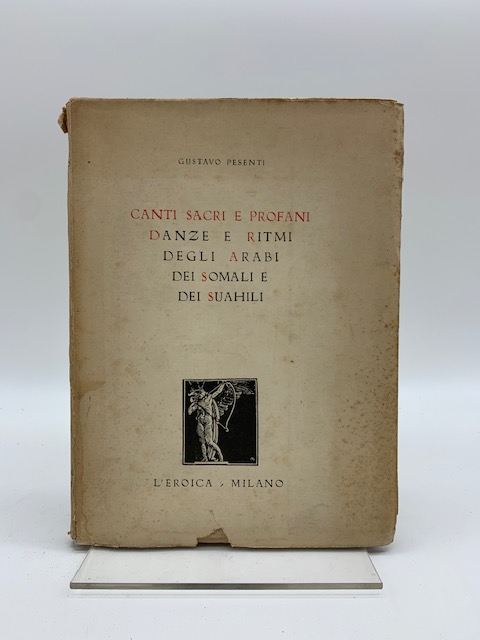 GUSTAVO PESENTI
CANTI SACRI E PROFANI
DANZE E RITMI
DEGLI ARABI
DEI SOMALI E
DEI SUAHILI
L'EROICA - MILANO